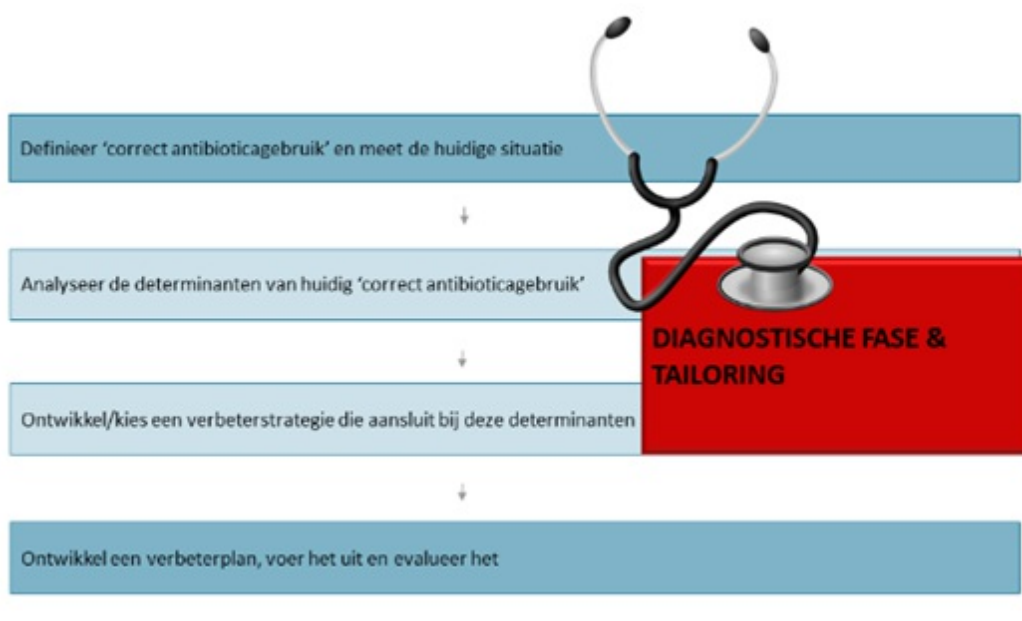 Definieer ‘correct antibioticagebruik’ en meet de huidige situatie
Analyseer de determinanten van huidig ‘correct antibioticagebruik’
DIAGNOSTISCHE FASE &
TAILORING
Ontwikkel/kies een verbeterstrategie die aansluit bij deze determinanten
Ontwikkel een verbeterplan, voer het uit en evalueer het